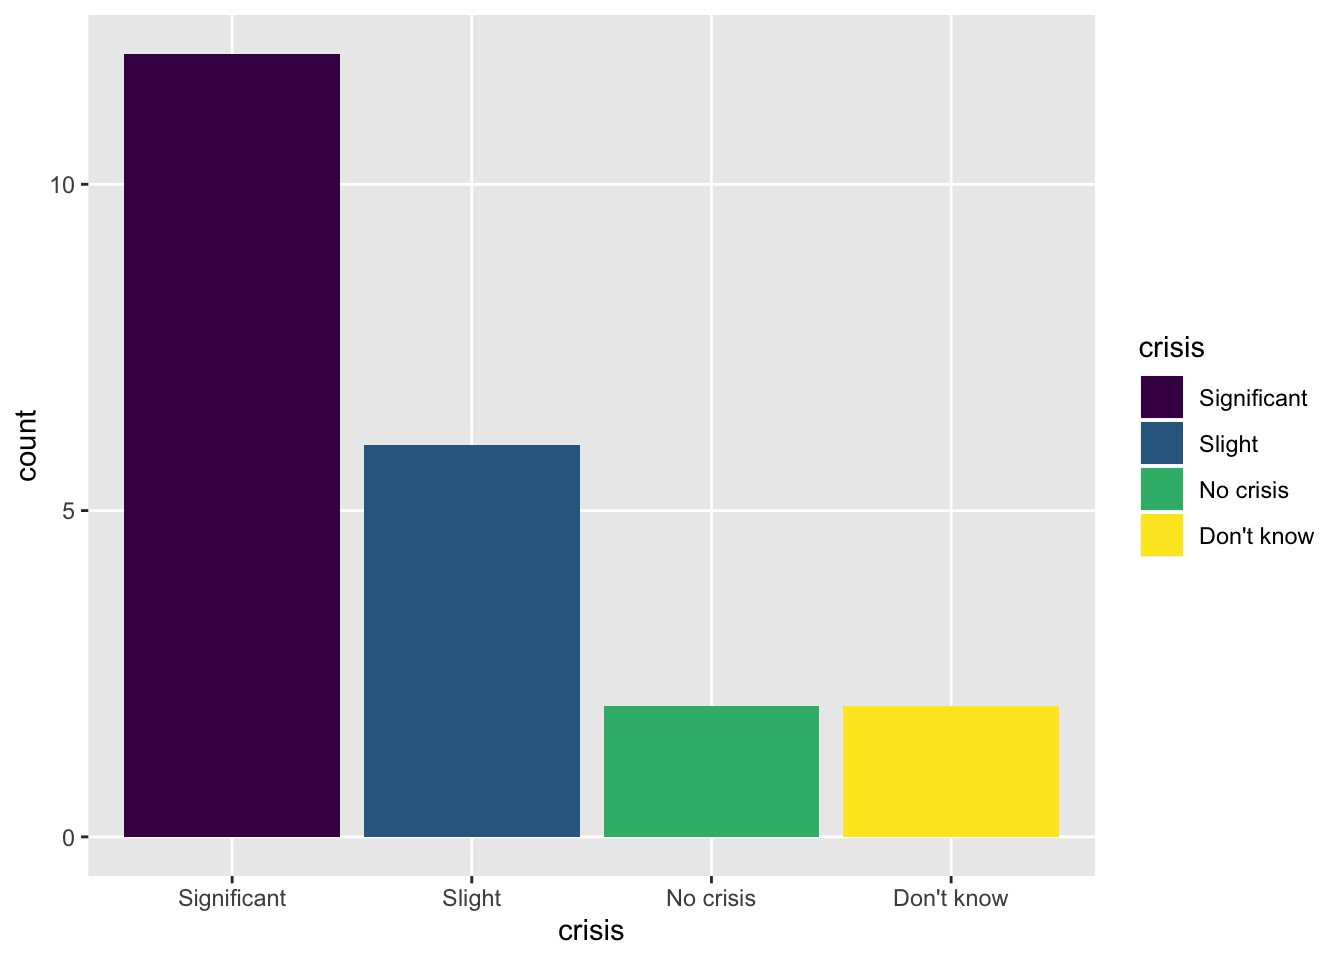 10
5
0
count
Significant
Slight
No crisis
Don't know
crisis
crisis
Significant
Slight
No crisis
Don't know